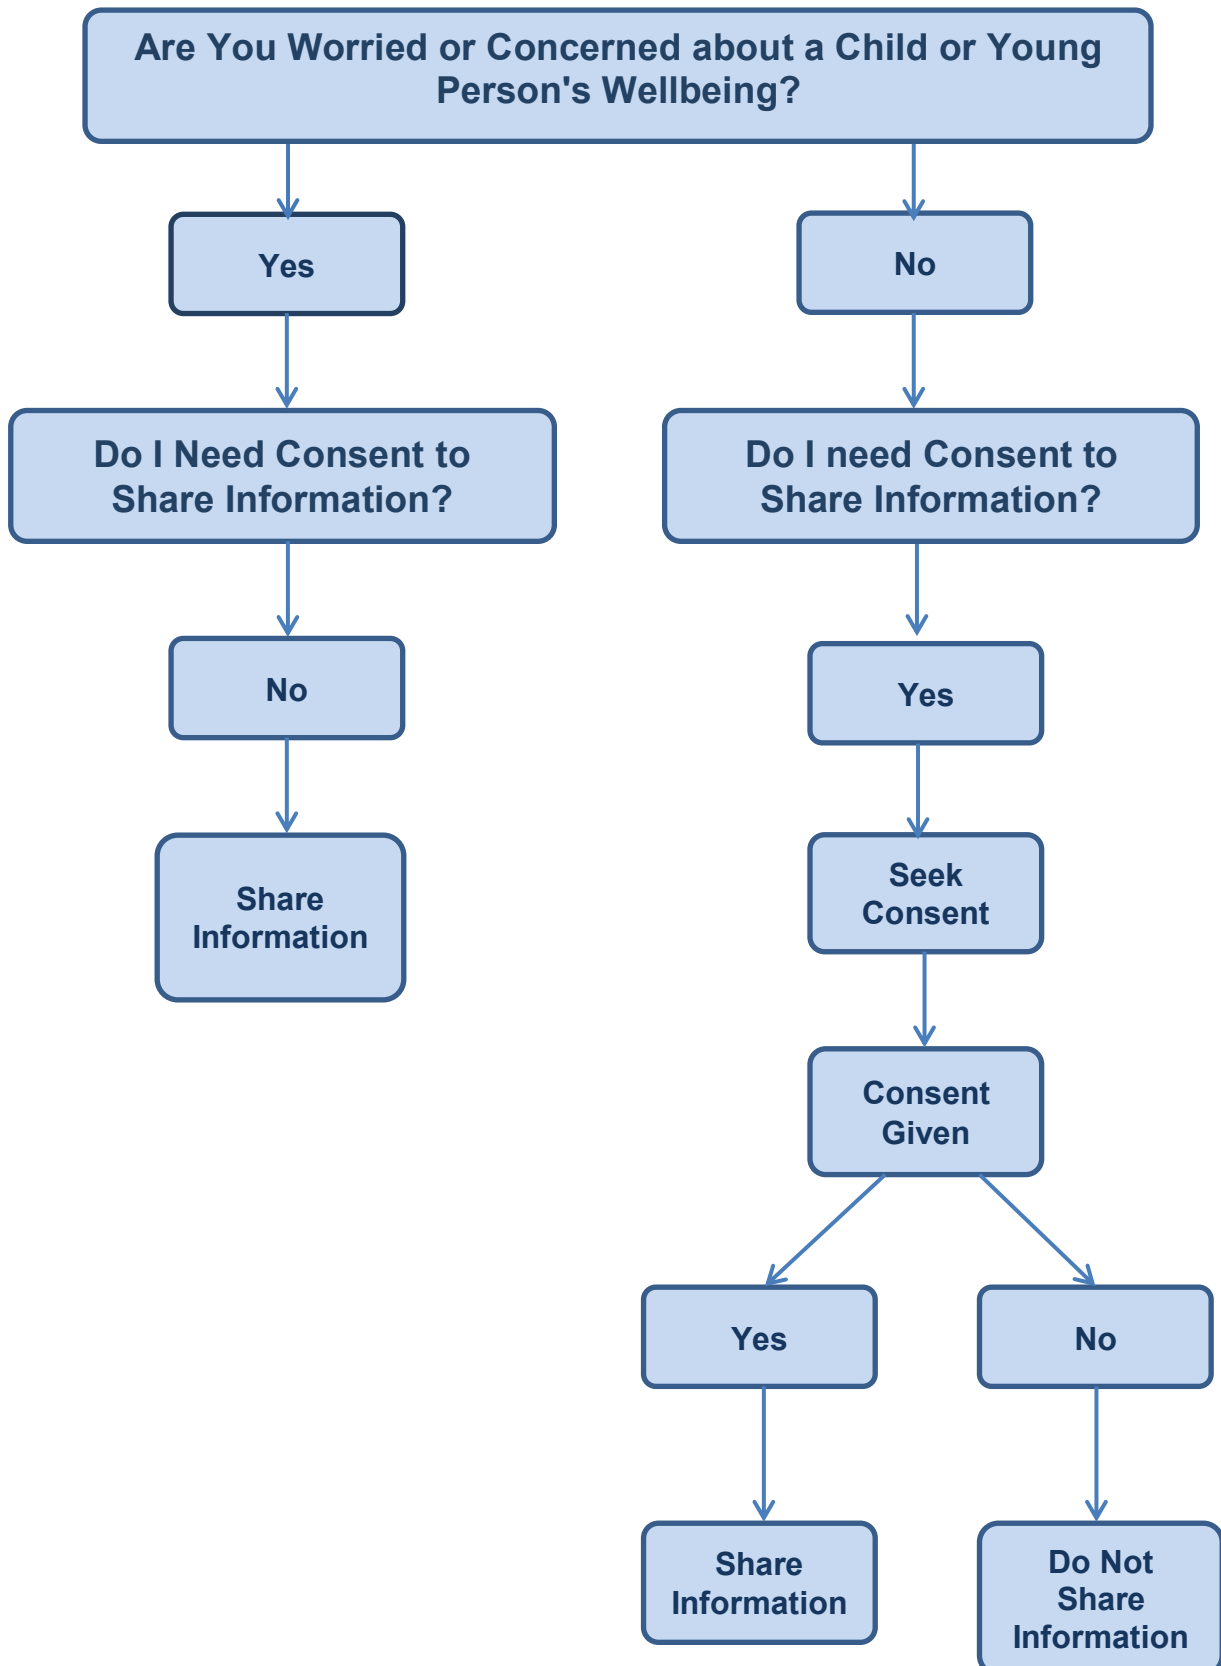 Are You Worried or Concerned about a Child or Young
Person's Wellbeing?
Yes
No
Do I Need Consent to
Share Information?
Do I need Consent to
Share Information?
No
Yes
Share
Information
Seek
Consent
Consent
Given
Yes
No
Share
Information
Do Not
Share
Information